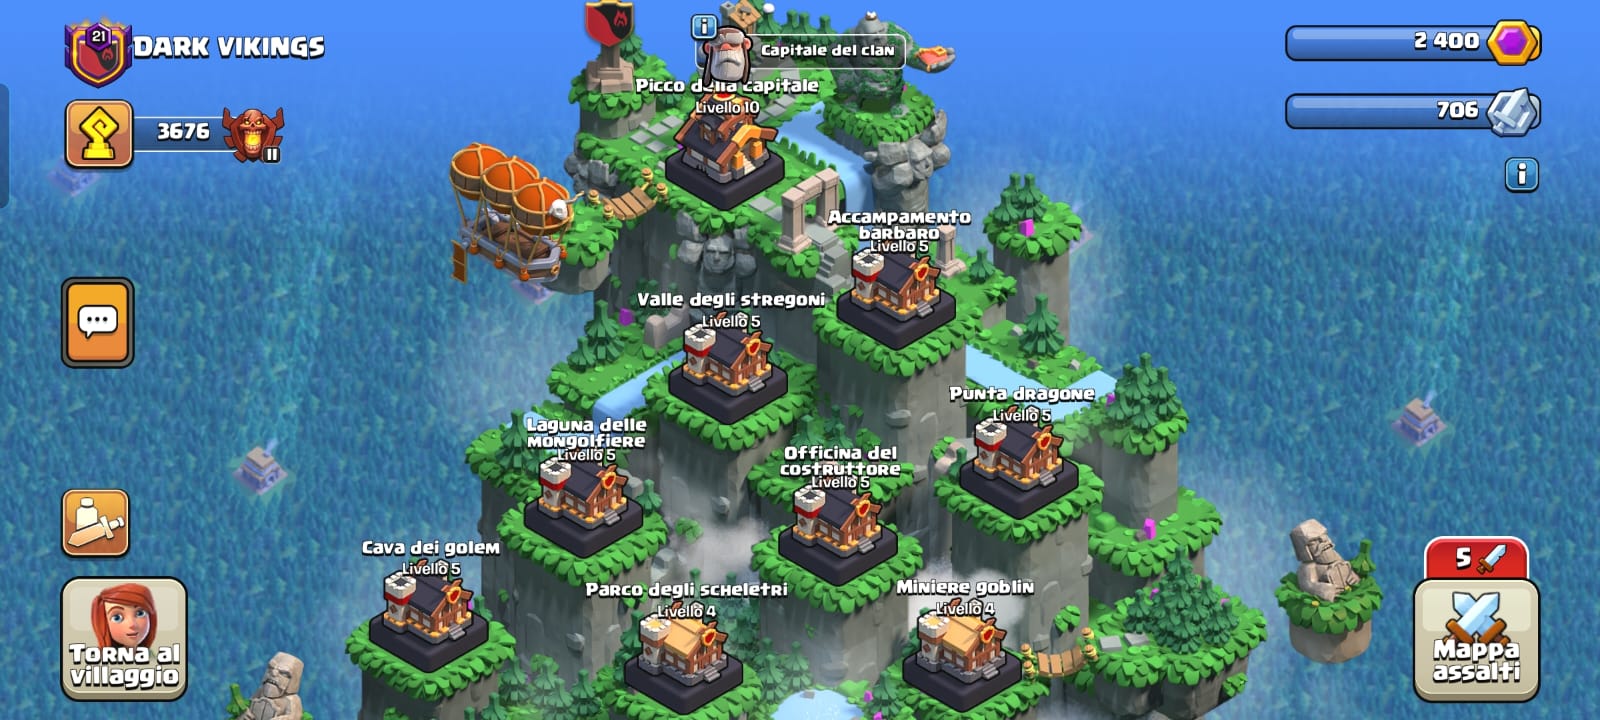 21
DARK VIKINGS
3676
Capitale del clan
2 400
706
Picco della capitale
Livello 10
Accampamento
barbaro
Livello 5
Valle degli stregoni
Livello 5
Punta dragone
Livello 5
Laguna delle
mongolfiere
Livello 5
Officina del
costruttore
Livello 5
Cava dei golem
Livello 5
Parco degli scheletri
Livello 4
Miniere goblin
Livello 4
Torna al
villaggio
5
Mappa
assalti